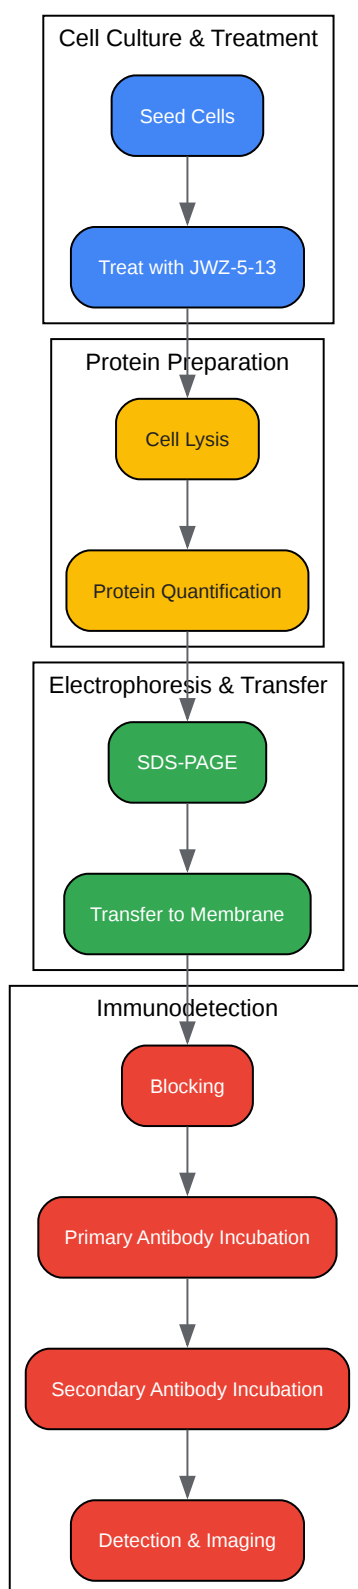 Cell Culture & Treatment
Seed Cells
Treat with JWZ-5-13
Protein Preparation
Cell Lysis
Protein Quantification
Electrophoresis & Transfer
SDS-PAGE
Transfer to Membrane
Immunodetection
Blocking
Primary Antibody Incubation
Secondary Antibody Incubation
Detection & Imaging